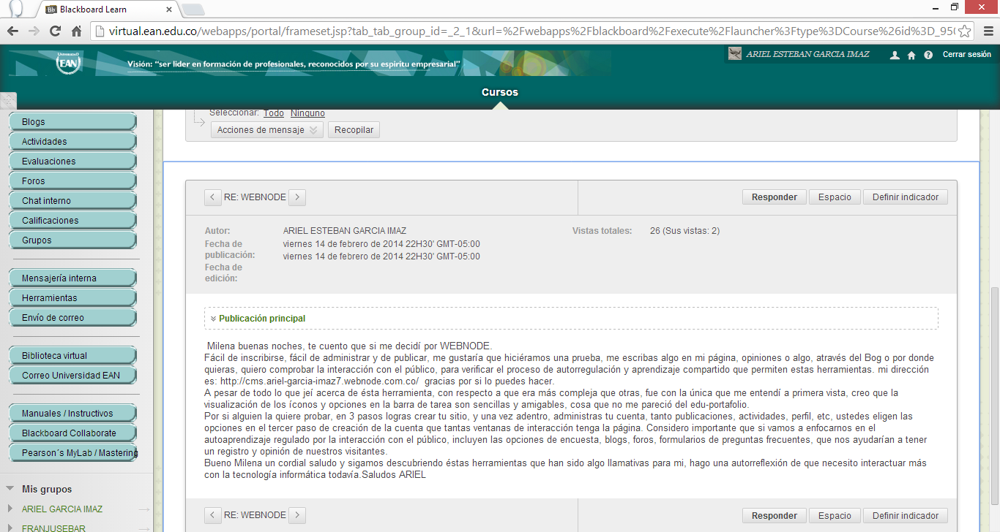 Blackboard Learn
virtual.ean.edu.co/webapps/portal/frameset.jsp?tab_tab_group_id=_2_1&url=%2Fwebapps%2Fblackboard%2Fexecute%2Flauncher%3Ftype%3DCourse%26id%3D_950
UNIVERSIDAD
EAN
Visión: “ser líder en formación de profesionales, reconocidos por su espíritu empresarial”
ARIEL ESTEBAN GARCIA IMAZ
Cerrar sesión
Cursos
Blogs
Actividades
Evaluaciones
Foros
Chat interno
Calificaciones
Grupos
Mensajería interna
Herramientas
Envío de correo
Biblioteca virtual
Correo Universidad EAN
Manuales / Instructivos
Blackboard Collaborate
Pearson´s MyLab / Mastering
Mis grupos
ARIEL GARCIA IMAZ
FRANJUSEBAR
Seleccionar: Todo Ninguno
Acciones de mensaje Recopilar
< RE: WEBNODE > Responder Espacio Definir indicador
Autor: ARIEL ESTEBAN GARCIA IMAZ Vistas totales: 26 (Sus vistas: 2)
Fecha de viernes 14 de febrero de 2014 22H30' GMT-05:00
publicación: viernes 14 de febrero de 2014 22H30' GMT-05:00
Fecha de
edición:
Publicación principal
Milena buenas noches, te cuento que si me decidí por WEBNODE.
Fácil de inscribirse, fácil de administrar y de publicar, me gustaría que hiciéramos una prueba, me escribas algo en mi página, opiniones o algo, através del Bog o por donde
quieras, quiero comprobar la interacción con el público, para verificar el proceso de autorregulación y aprendizaje compartido que permiten estas herramientas. mi dirección
es: http://cms.ariel-garcia-imaz7.webnode.com.co/ gracias por si lo puedes hacer.
A pesar de todo lo que jeí acerca de ésta herramienta, con respecto a que era más compleja que otras, fue con la única que me entendí a primera vista, creo que la
visualización de los íconos y opciones en la barra de tarea son sencillas y amigables, cosa que no me pareció del edu-portafolio.
Por si alguien la quiere probar, en 3 pasos logras crear tu sitio, y una vez adentro, administras tu cuenta, tanto publicaciones, actividades, perfil, etc, ustedes eligen las
opciones en el tercer paso de creación de la cuenta que tantas ventanas de interacción tenga la página. Considero importante que si vamos a enfocarnos en el
autoaprendizaje regulado por la interacción con el público, incluyen las opciones de encuesta, blogs, foros, formularios de preguntas frecuentes, que nos ayudarían a tener
un registro y opinión de nuestros visitantes.
Bueno Milena un cordial saludo y sigamos descubriendo éstas herramientas que han sido algo llamativas para mi, hago una autorreflexión de que necesito interactuar más
con la tecnología informática todavía.Saludos ARIEL
< RE: WEBNODE > Responder Espacio Definir indicador